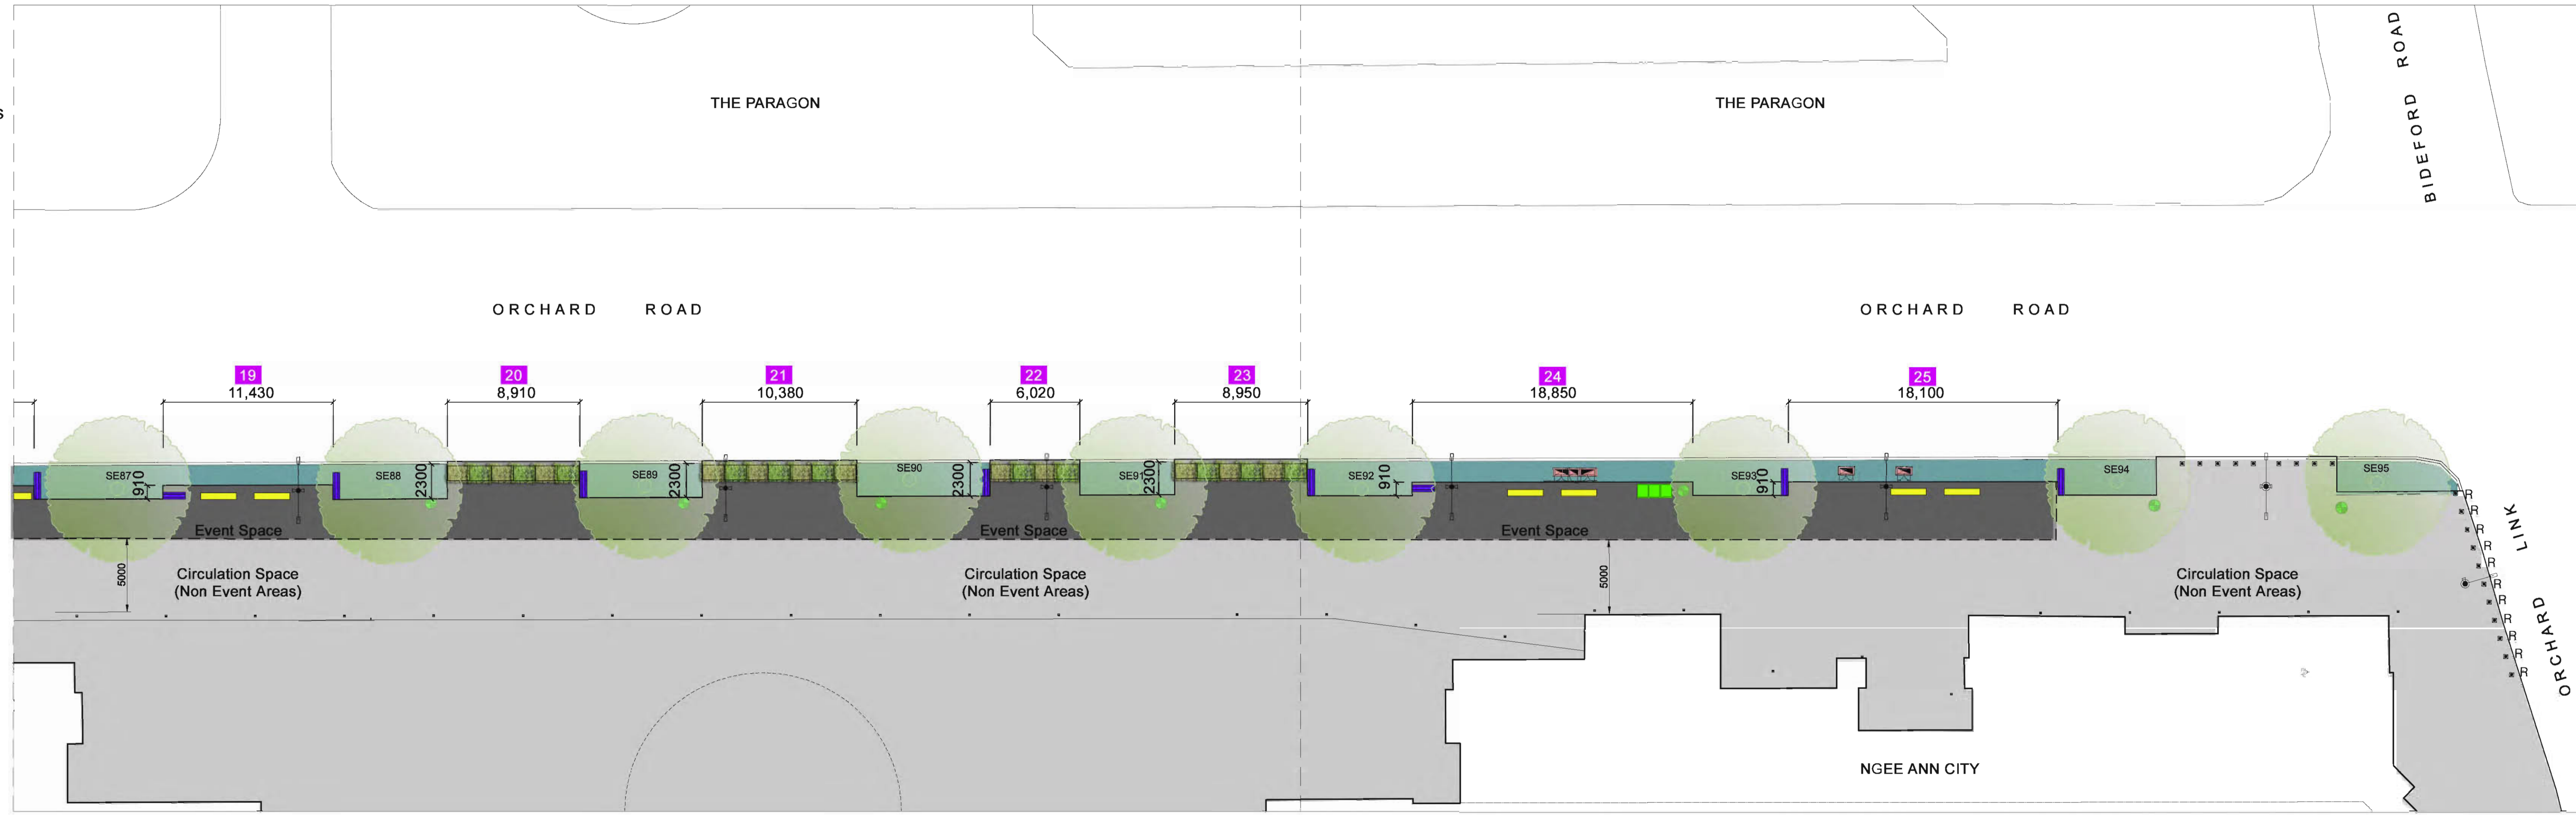 BIDEFORD ROAD
S
THE PARAGON
THE PARAGON
ORCHARD ROAD
ORCHARD ROAD
19
20
21
22
23
24
25
11,430
8,910
10,380
6,020
8,950
18,850
18,100
SE87
SE88
SE89
SE90
SE91
SE92
SE93
SE94
SE95
910
2300
2300
2300
2300
910
910
R
R
R
R
R
R
R
R
R
R
R
Event Space
Event Space
Event Space
ORCHARD LINK
5000
5000
Circulation Space
(Non Event Areas)
Circulation Space
(Non Event Areas)
Circulation Space
(Non Event Areas)
NGEE ANN CITY